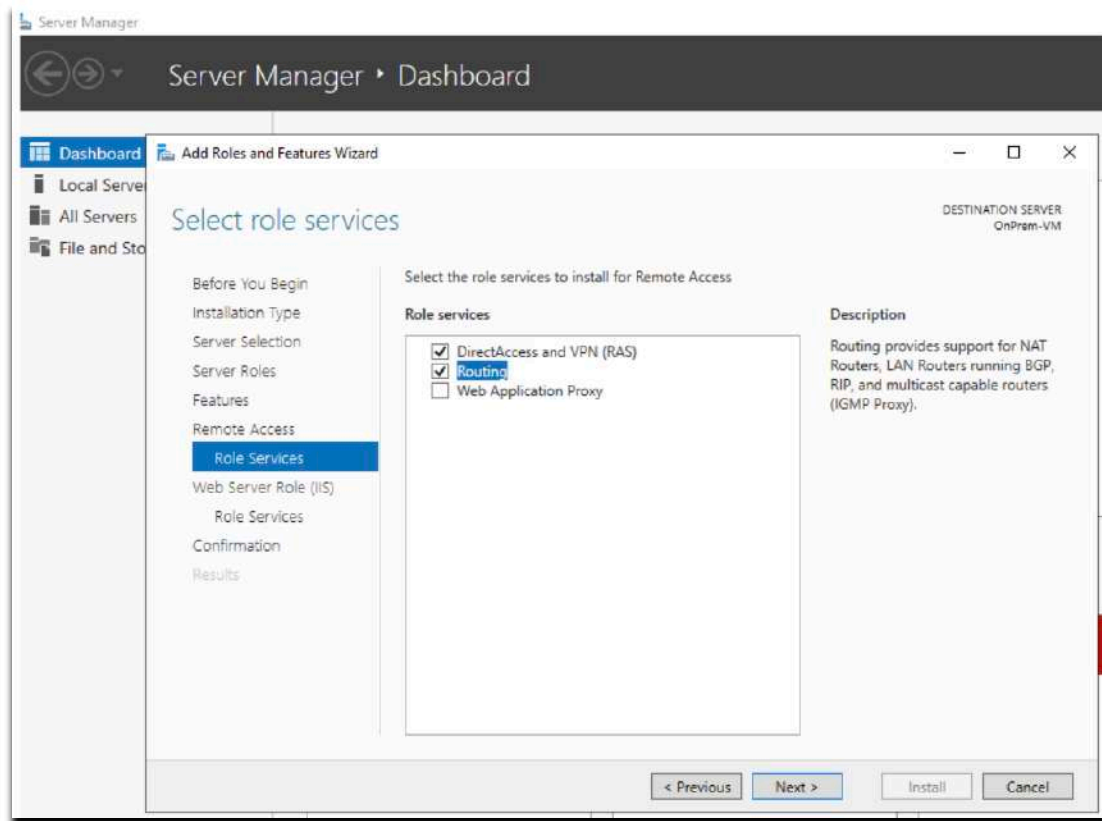 Server Manager
Server Manager ‣ Dashboard
Dashboard
Local Serve
All Servers
File and Sto
Add Roles and Features Wizard
Select role services
DESTINATION SERVER
OnPrem-VM
Before You Begin
Installation Type
Server Selection
Server Roles
Features
Remote Access
Role Services
Web Server Role (IIS)
Role Services
Confirmation
Results
Select the role services to install for Remote Access
Role services
DirectAccess and VPN (RAS)
Routing
Web Application Proxy
Description
Routing provides support for NAT
Routers, LAN Routers running BGP,
RIP, and multicast capable routers
(IGMP Proxy).
< Previous
Next >
Install
Cancel